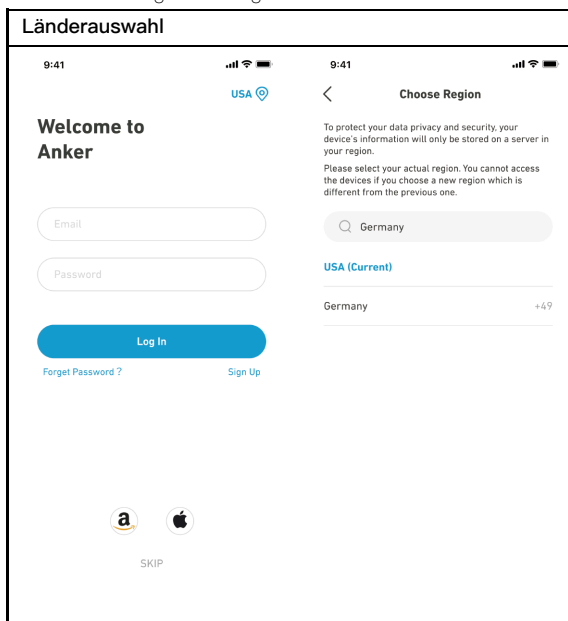 Länderauswahl
9:41
USA
Welcome to
Anker
Email
Password
Log In
Forget Password ?
Sign Up
a
SKIP
9:41
Choose Region
To protect your data privacy and security, your
device's information will only be stored on a server in
your region.
Please select your actual region. You cannot access
the devices if you choose a new region which is
different from the previous one.
Germany
USA (Current)
Germany
+49